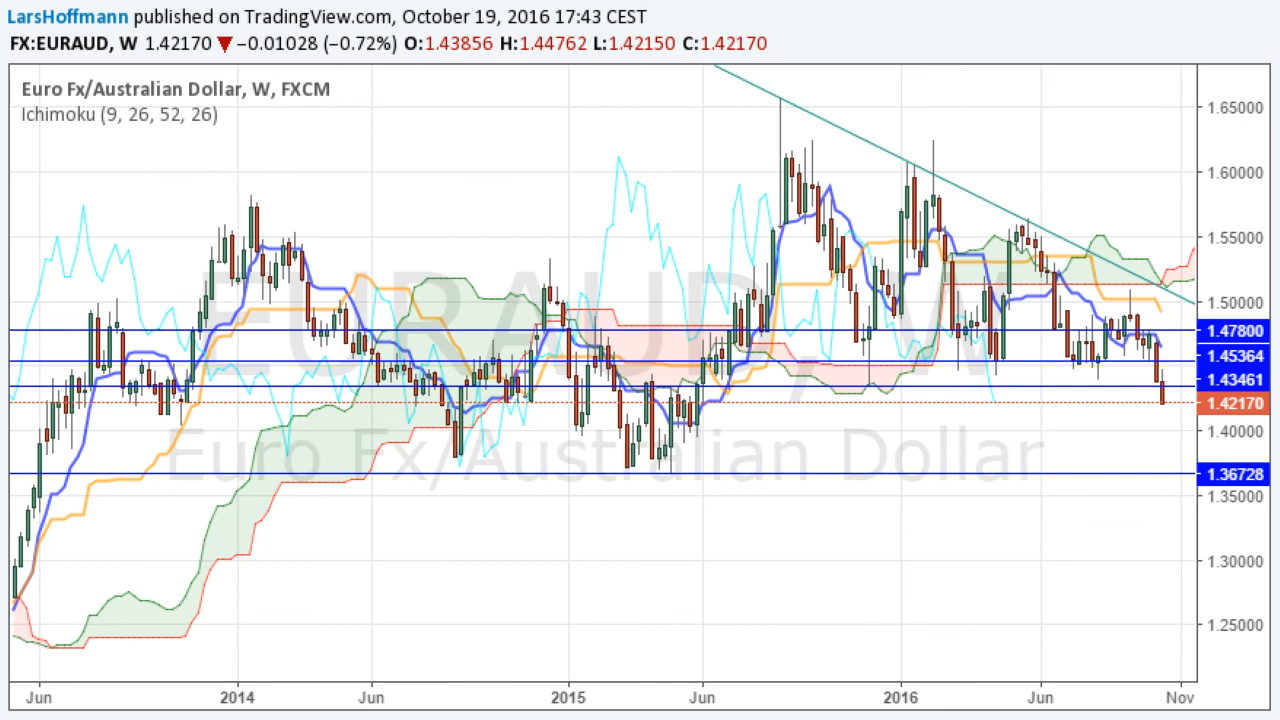 LarsHoffmann published on TradingView.com, October 19, 2016 17:43 CEST
FX:EURAUD, W 1.42170 ▼ −0.01028 (−0.72%) O:1.43856 H:1.44762 L:1.42150 C:1.42170
Euro Fx/Australian Dollar, W, FXCM
Ichimoku (9, 26, 52, 26)
EURAUD, W
Euro Fx/Australian Dollar
1.65000
1.60000
1.55000
1.50000
1.47800
1.45364
1.43461
1.42170
1.40000
1.36728
1.35000
1.30000
1.25000
Jun 2014 Jun 2015 Jun 2016 Jun Nov